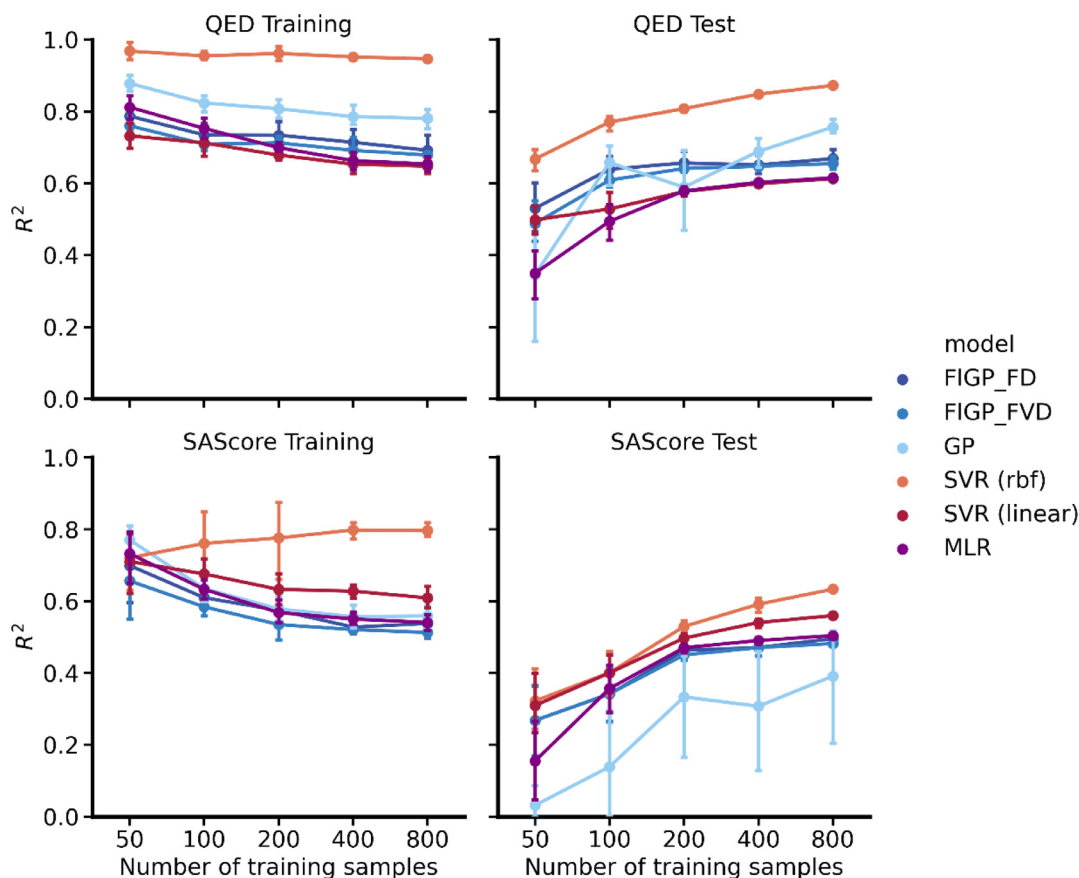 QED Training
QED Test
R²
1.0
0.8
0.6
0.4
0.2
0.0
SAScore Training
SAScore Test
R²
1.0
0.8
0.6
0.4
0.2
0.0
50 100 200 400 800
50 100 200 400 800
Number of training samples
Number of training samples
model
FIGP_FD
FIGP_FVD
GP
SVR (rbf)
SVR (linear)
MLR